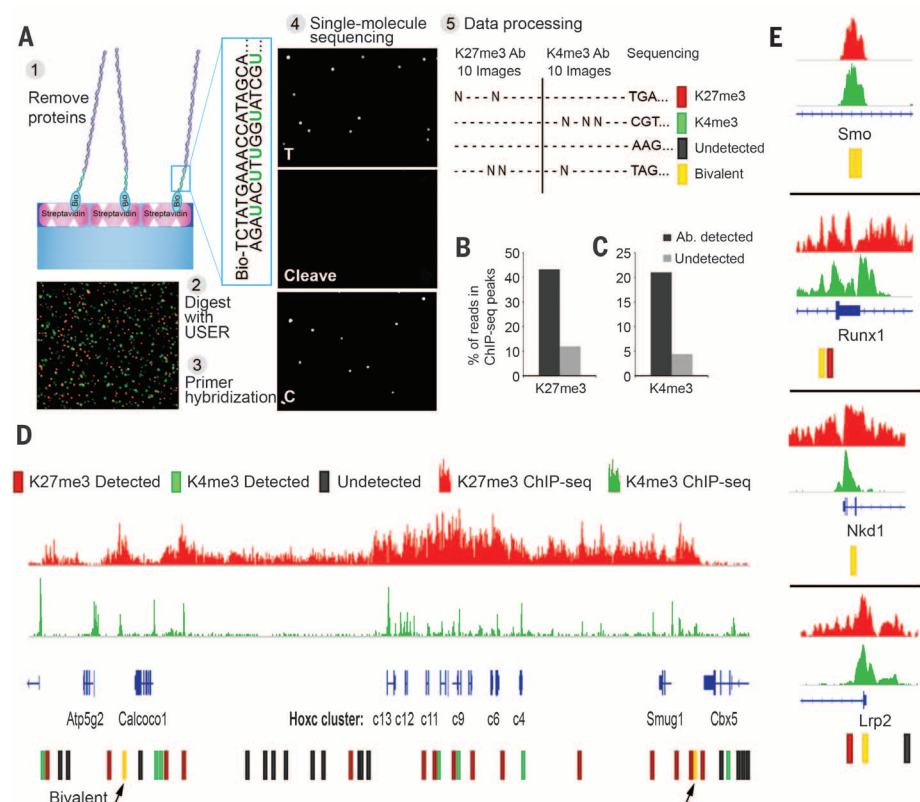 A
1
Remove
proteins
Bio
Bio
Bio
Streptavidin
Streptavidin
Streptavidin
Bio-TCTATGAAACCATAGCA...
AGAUACUUUGGUAUCGU...
2
Digest
with
USER
3
Primer
hybridization
4 Single-molecule
sequencing
T
Cleave
C
5 Data processing
K27me3 Ab K4me3 Ab Sequencing
10 Images 10 Images
N - - - N - - - - - - - - - - - - - TGA... K27me3
- - - - - - - - - - N - N N - - - CGT... K4me3
- - - - - - - - - - - - - - - - - - - AAG... Undetected
- - - - N N - - - N - - - - - - - TAG... Bivalent
B
% of reads in
ChIP-seq peaks
50
40
30
20
10
0
K27me3
C
Ab. detected
Undetected
25
20
15
10
5
0
K4me3
D
K27me3 Detected K4me3 Detected Undetected K27me3 ChIP-seq K4me3 ChIP-seq
Atp5g2 Calcoco1 Hoxc cluster: c13 c12 c11 c9 c6 c4 Smug1 Cbx5
Bivalent
E
Smo
Runx1
Nkd1
Lrp2